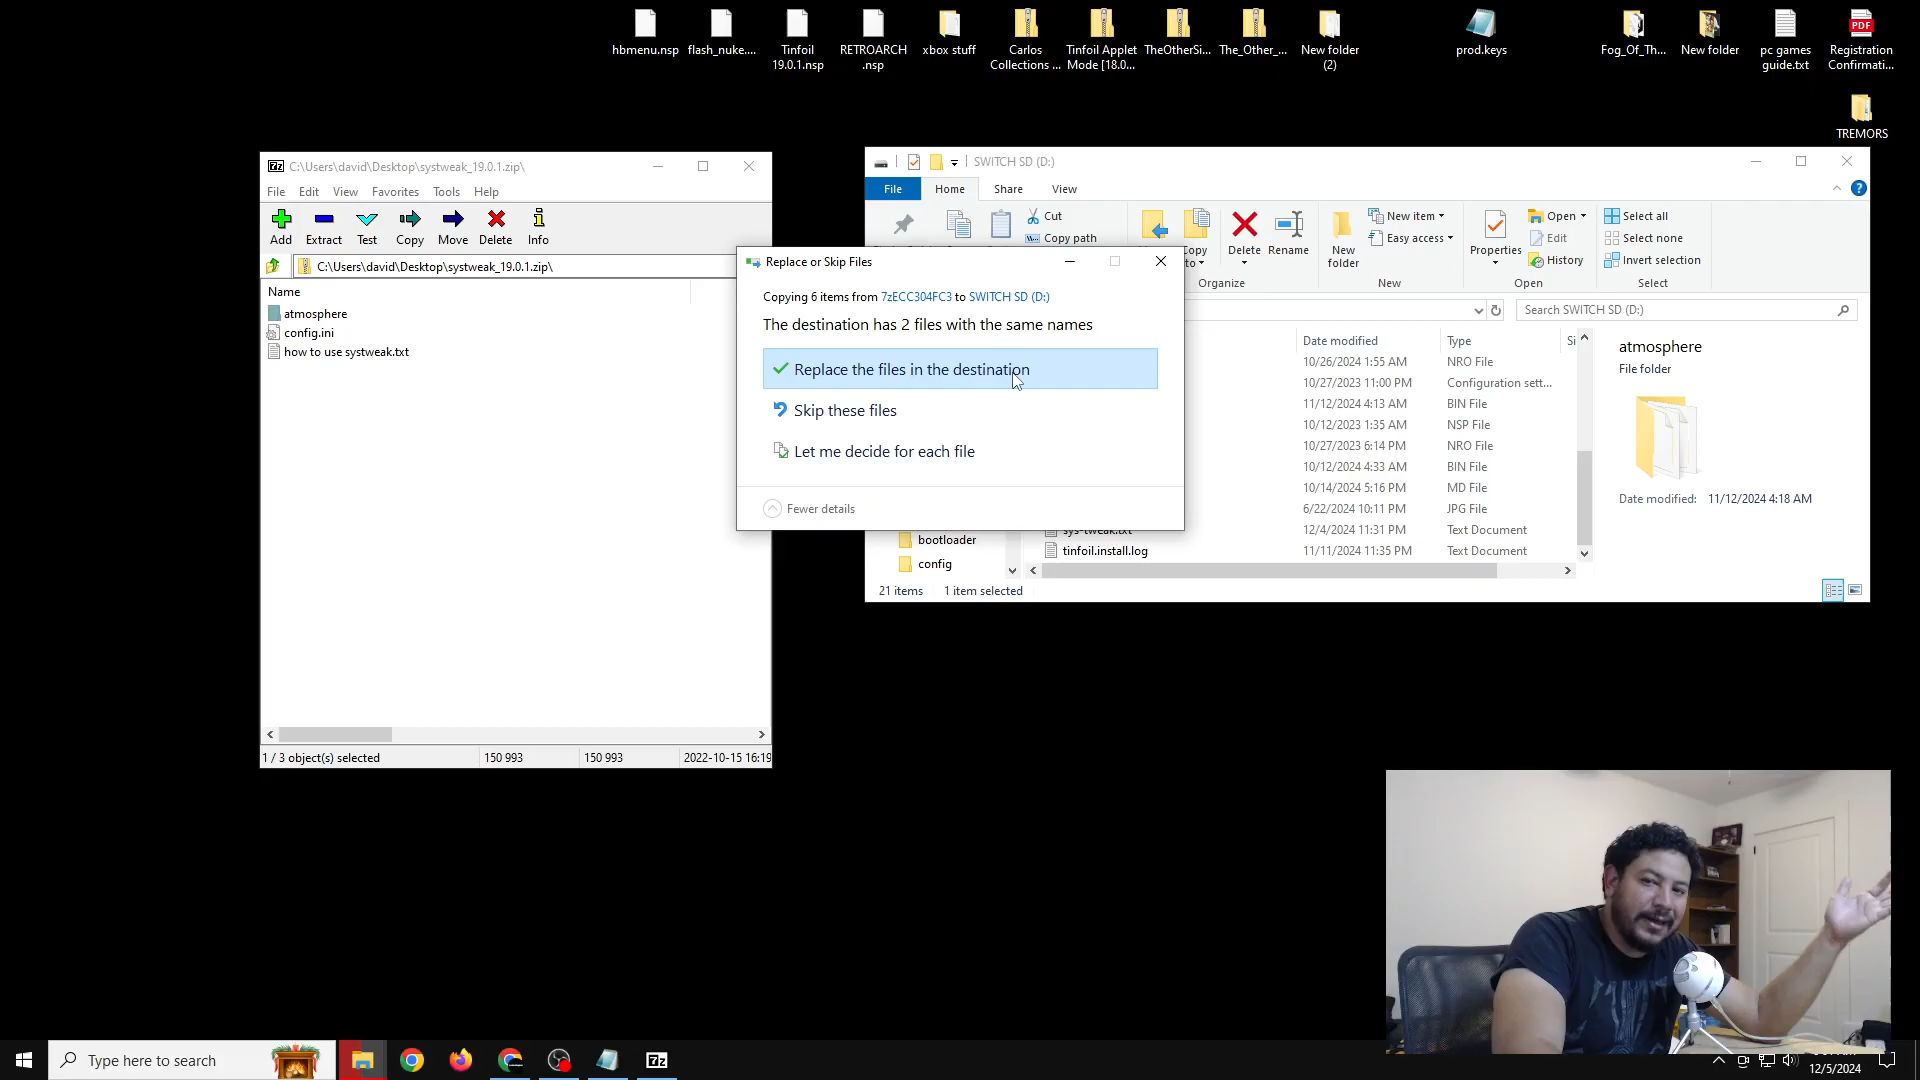 hbmenu.nsp
flash_nuke....
Tinfoil
19.0.1.nsp
RETROARCH
.nsp
xbox stuff
Carlos
Collections ...
Tinfoil Applet
Mode [18.0...
TheOtherSi...
The_Other_...
New folder
(2)
prod.keys
Fog_Of_Th...
New folder
pc games
guide.txt
Registration
Confirmati...
PDF
TREMORS
7z C:\Users\david\Desktop\systweak_19.0.1.zip\
File Edit View Favorites Tools Help
Add Extract Test Copy Move Delete Info
C:\Users\david\Desktop\systweak_19.0.1.zip\
Name
atmosphere
config.ini
how to use systweak.txt
1 / 3 object(s) selected 150 993 150 993 2022-10-15 16:19
SWITCH SD (D:)
File Home Share View
Cut
Copy path
Copy
to
Delete
Rename
New
folder
New item
Easy access
Properties
Open
Edit
History
Select all
Select none
Invert selection
Organize New Open Select
Search SWITCH SD (D:)
Date modified Type Si
10/26/2024 1:55 AM NRO File
10/27/2023 11:00 PM Configuration sett...
11/12/2024 4:13 AM BIN File
10/12/2023 1:35 AM NSP File
10/27/2023 6:14 PM NRO File
10/12/2024 4:33 AM BIN File
10/14/2024 5:16 PM MD File
6/22/2024 10:11 PM JPG File
sys-tweak.txt 12/4/2024 11:31 PM Text Document
tinfoil.install.log 11/11/2024 11:35 PM Text Document
bootloader
config
21 items 1 item selected
atmosphere
File folder
Date modified: 11/12/2024 4:18 AM
Replace or Skip Files
Copying 6 items from 7zECC304FC3 to SWITCH SD (D:)
The destination has 2 files with the same names
Replace the files in the destination
Skip these files
Let me decide for each file
Fewer details
Type here to search
7z
12/5/2024